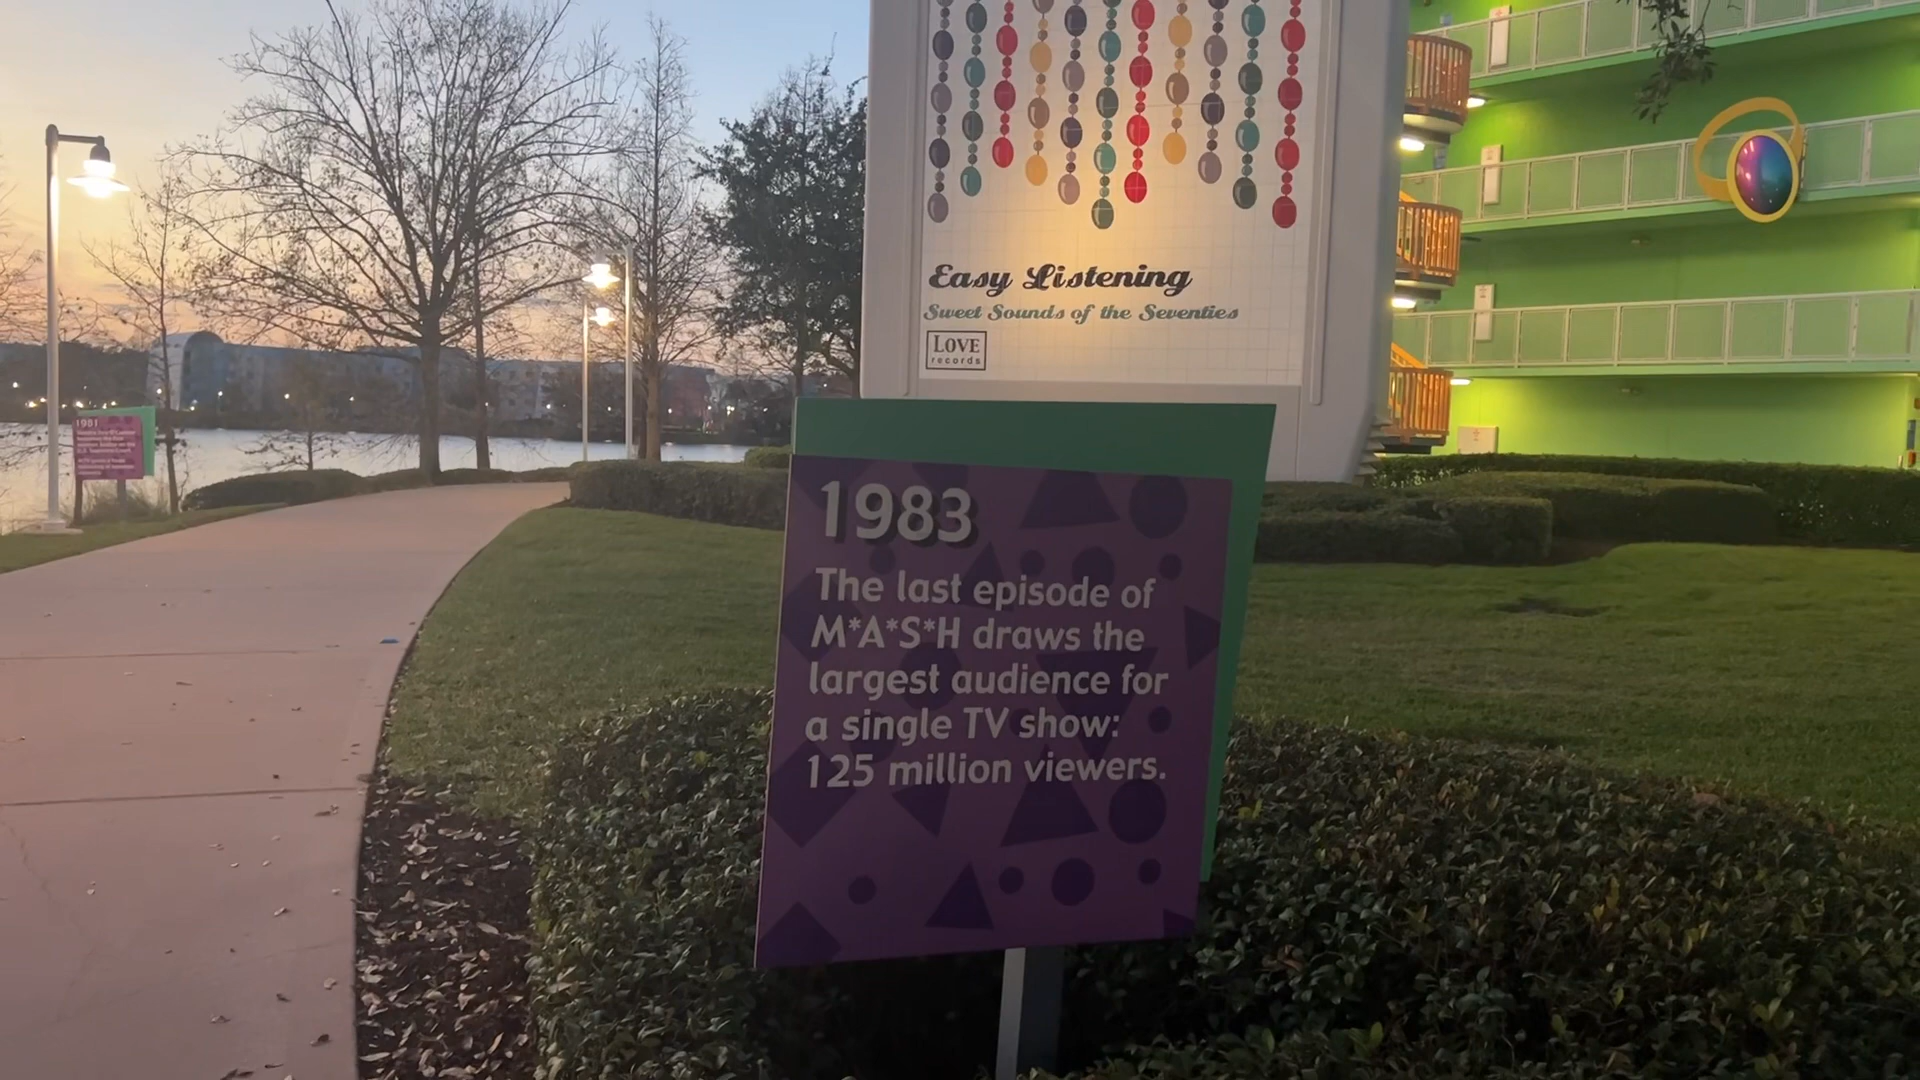 Easy Listening
Sweet Sounds of the Seventies
LOVE
records
1981
1983
The last episode of
M*A*S*H draws the
largest audience for
a single TV show:
125 million viewers.